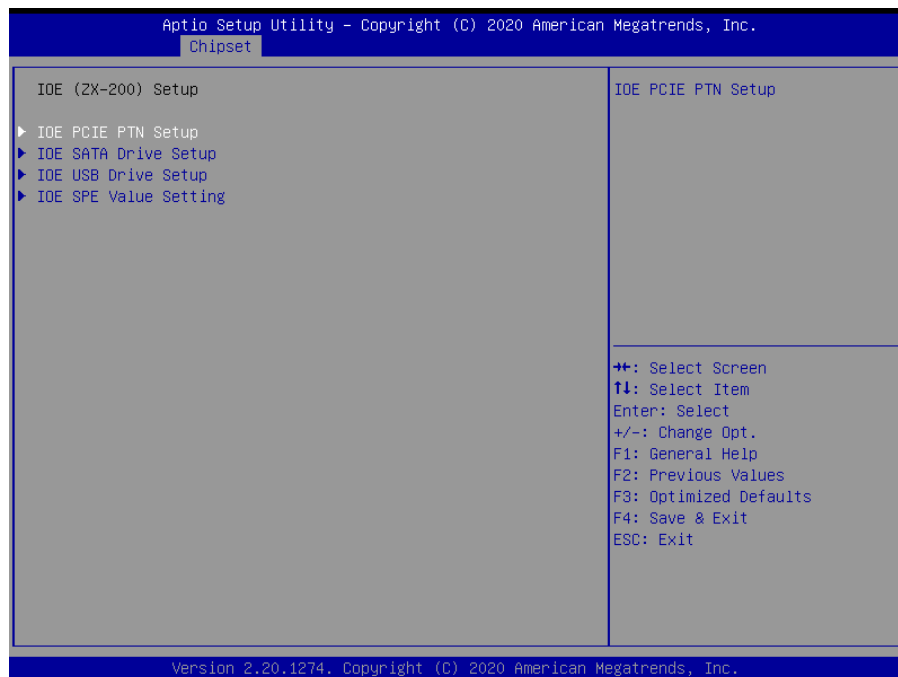 Aptio Setup Utility – Copyright (C) 2020 American Megatrends, Inc.
Chipset
IOE (ZX-200) Setup
IOE PCIE PTN Setup
IOE SATA Drive Setup
IOE USB Drive Setup
IOE SPE Value Setting
IOE PCIE PTN Setup
→←: Select Screen
↑↓: Select Item
Enter: Select
+/-: Change Opt.
F1: General Help
F2: Previous Values
F3: Optimized Defaults
F4: Save & Exit
ESC: Exit
Version 2.20.1274. Copyright (C) 2020 American Megatrends, Inc.